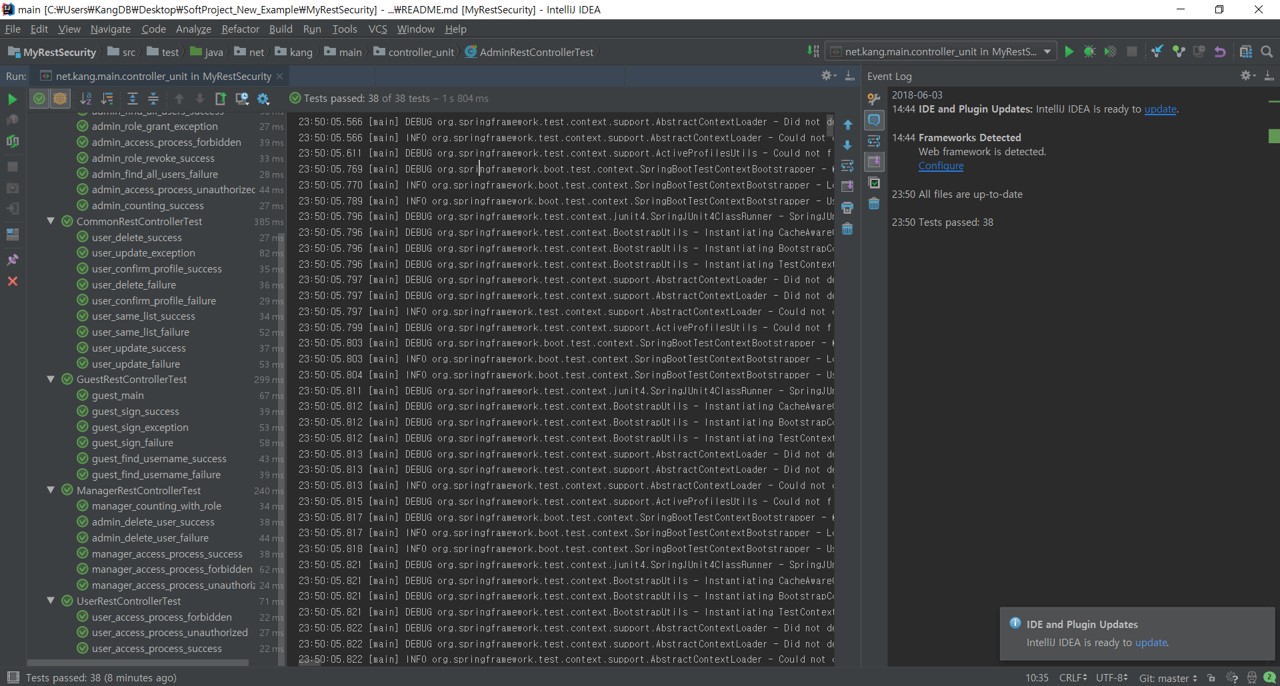 main [C:₩Users₩KangDB₩Desktop₩SoftProject_New_Example₩MyRestSecurity] - ...₩README.md [MyRestSecurity] - IntelliJ IDEA
File Edit View Navigate Code Analyze Refactor Build Run Tools VCS Window Help
MyRestSecurity src test java net kang main controller_unit AdminRestControllerTest
net.kang.main.controller_unit in MyRestS...
Run: net.kang.main.controller_unit in MyRestSecurity
Tests passed: 38 of 38 tests – 1 s 804 ms
admin_find_all_users_success
admin_role_grant_exception 27 ms
admin_access_process_forbidden 39 ms
admin_role_revoke_success 33 ms
admin_find_all_users_failure 28 ms
admin_access_process_unauthorized 44 ms
admin_counting_success 27 ms
CommonRestControllerTest 385 ms
user_delete_success 27 ms
user_update_exception 82 ms
user_confirm_profile_success 35 ms
user_delete_failure 36 ms
user_confirm_profile_failure 29 ms
user_same_list_success 34 ms
user_same_list_failure 52 ms
user_update_success 37 ms
user_update_failure 53 ms
GuestRestControllerTest 299 ms
guest_main 67 ms
guest_sign_success 39 ms
guest_sign_exception 53 ms
guest_sign_failure 58 ms
guest_find_username_success 43 ms
guest_find_username_failure 39 ms
ManagerRestControllerTest 240 ms
manager_counting_with_role 34 ms
admin_delete_user_success 38 ms
admin_delete_user_failure 44 ms
manager_access_process_success 38 ms
manager_access_process_forbidden 62 ms
manager_access_process_unauthoriz 24 ms
UserRestControllerTest 71 ms
user_access_process_forbidden 22 ms
user_access_process_unauthorized 27 ms
user_access_process_success 22 ms
23:50:05.566 [main] DEBUG org.springframework.test.context.support.AbstractContextLoader - Did not de
23:50:05.566 [main] INFO org.springframework.test.context.support.AbstractContextLoader - Could not
23:50:05.611 [main] DEBUG org.springframework.test.context.support.ActiveProfilesUtils - Could not f
23:50:05.769 [main] DEBUG org.springframework.boot.test.context.SpringBootTestContextBootstrapper -
23:50:05.770 [main] INFO org.springframework.boot.test.context.SpringBootTestContextBootstrapper - Lo
23:50:05.789 [main] INFO org.springframework.boot.test.context.SpringBootTestContextBootstrapper - Us
23:50:05.796 [main] DEBUG org.springframework.test.context.junit4.SpringJUnit4ClassRunner - SpringJUn
23:50:05.796 [main] DEBUG org.springframework.test.context.BootstrapUtils - Instantiating CacheAware
23:50:05.796 [main] DEBUG org.springframework.test.context.BootstrapUtils - Instantiating BootstrapC
23:50:05.796 [main] DEBUG org.springframework.test.context.BootstrapUtils - Instantiating TestContext
23:50:05.797 [main] DEBUG org.springframework.test.context.support.AbstractContextLoader - Did not de
23:50:05.797 [main] DEBUG org.springframework.test.context.support.AbstractContextLoader - Did not de
23:50:05.797 [main] INFO org.springframework.test.context.support.AbstractContextLoader - Could not
23:50:05.799 [main] DEBUG org.springframework.test.context.support.ActiveProfilesUtils - Could not f
23:50:05.803 [main] DEBUG org.springframework.boot.test.context.SpringBootTestContextBootstrapper -
23:50:05.803 [main] INFO org.springframework.boot.test.context.SpringBootTestContextBootstrapper - Lo
23:50:05.804 [main] INFO org.springframework.boot.test.context.SpringBootTestContextBootstrapper - Us
23:50:05.811 [main] DEBUG org.springframework.test.context.junit4.SpringJUnit4ClassRunner - SpringJUn
23:50:05.812 [main] DEBUG org.springframework.test.context.BootstrapUtils - Instantiating CacheAware
23:50:05.812 [main] DEBUG org.springframework.test.context.BootstrapUtils - Instantiating BootstrapC
23:50:05.812 [main] DEBUG org.springframework.test.context.BootstrapUtils - Instantiating TestContext
23:50:05.813 [main] DEBUG org.springframework.test.context.support.AbstractContextLoader - Did not de
23:50:05.813 [main] DEBUG org.springframework.test.context.support.AbstractContextLoader - Did not de
23:50:05.813 [main] INFO org.springframework.test.context.support.AbstractContextLoader - Could not
23:50:05.815 [main] DEBUG org.springframework.test.context.support.ActiveProfilesUtils - Could not f
23:50:05.817 [main] DEBUG org.springframework.boot.test.context.SpringBootTestContextBootstrapper -
23:50:05.817 [main] INFO org.springframework.boot.test.context.SpringBootTestContextBootstrapper - Lo
23:50:05.818 [main] INFO org.springframework.boot.test.context.SpringBootTestContextBootstrapper - Us
23:50:05.821 [main] DEBUG org.springframework.test.context.junit4.SpringJUnit4ClassRunner - SpringJUn
23:50:05.821 [main] DEBUG org.springframework.test.context.BootstrapUtils - Instantiating CacheAware
23:50:05.821 [main] DEBUG org.springframework.test.context.BootstrapUtils - Instantiating BootstrapC
23:50:05.821 [main] DEBUG org.springframework.test.context.BootstrapUtils - Instantiating TestContext
23:50:05.822 [main] DEBUG org.springframework.test.context.support.AbstractContextLoader - Did not de
23:50:05.822 [main] DEBUG org.springframework.test.context.support.AbstractContextLoader - Did not de
23:50:05.822 [main] INFO org.springframework.test.context.support.AbstractContextLoader - Could not
Event Log
2018-06-03
14:44 IDE and Plugin Updates: IntelliJ IDEA is ready to update.
14:44 Frameworks Detected
Web framework is detected.
Configure
23:50 All files are up-to-date
23:50 Tests passed: 38
IDE and Plugin Updates
IntelliJ IDEA is ready to update.
Tests passed: 38 (8 minutes ago)
10:35 CRLF UTF-8 Git: master 2